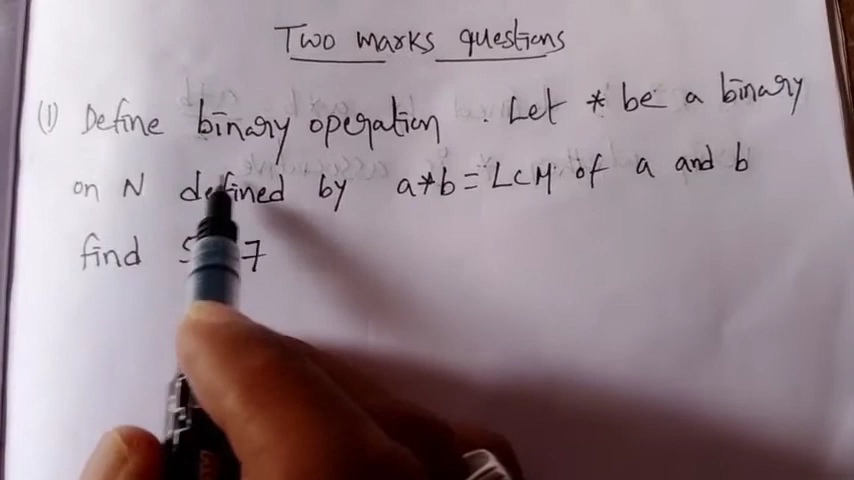 Two marks questions
(1) Define binary operation . Let * be a binary
on N defined by a*b = LCM of a and b
find 7